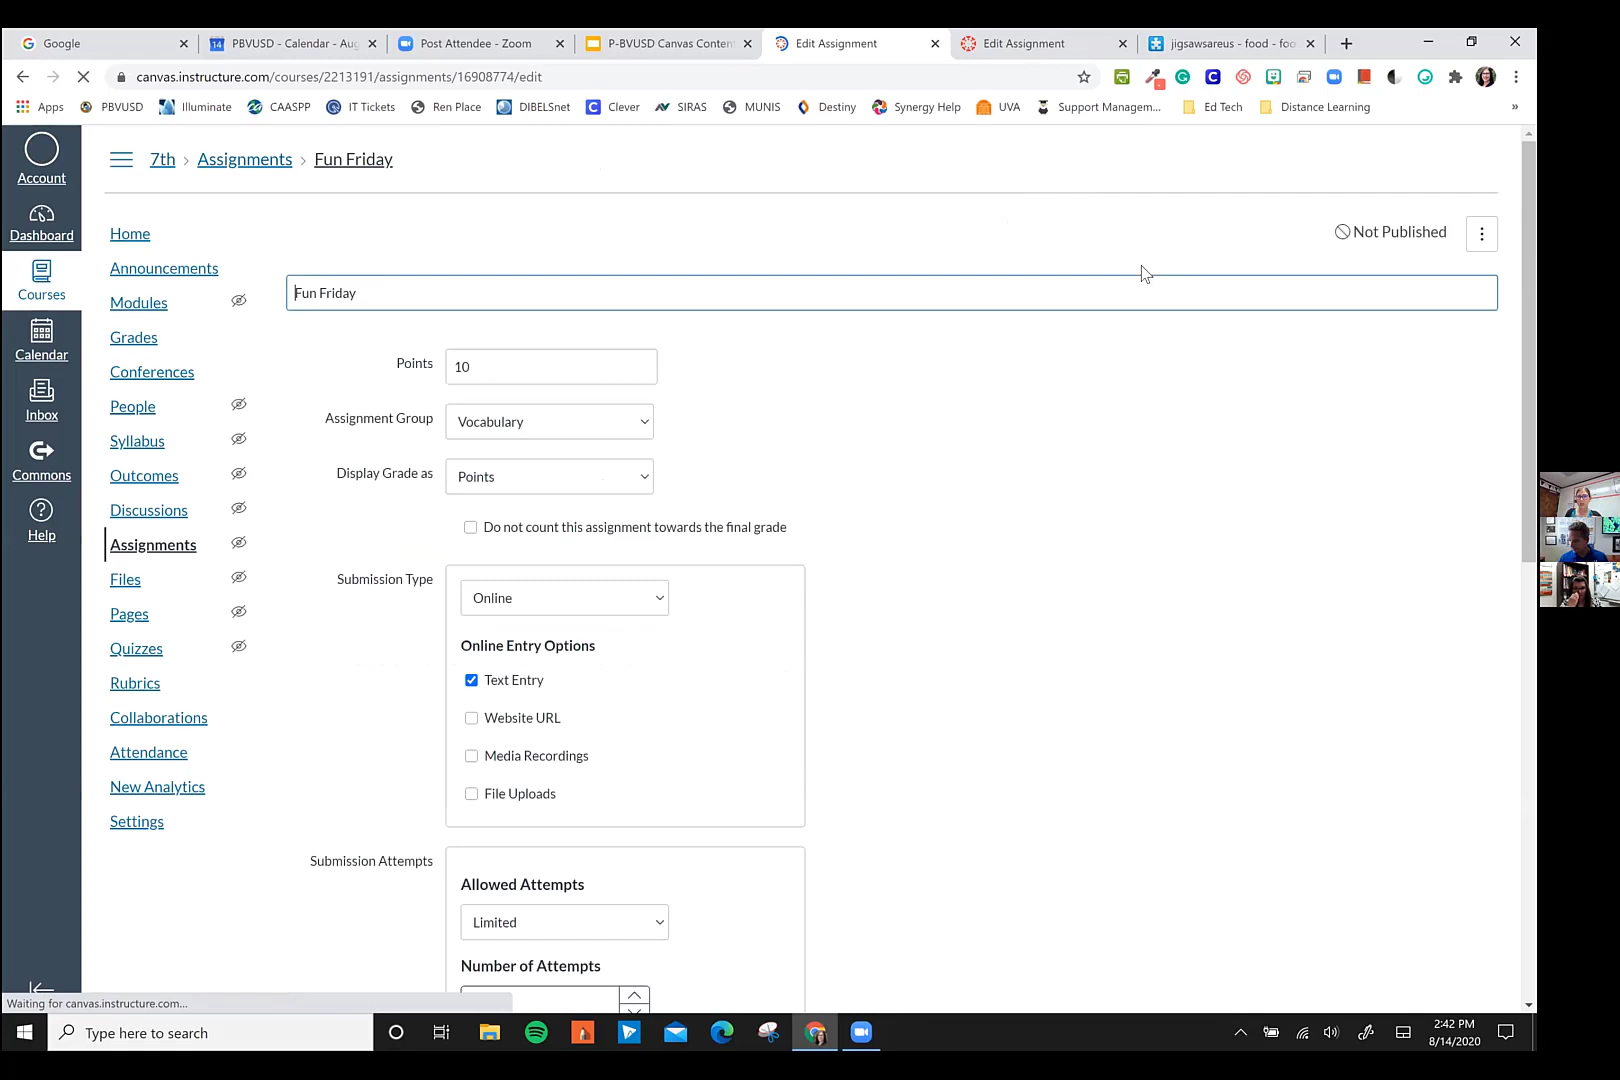 Google
PBVUSD - Calendar - Aug
Post Attendee - Zoom
P-BVUSD Canvas Conten
Edit Assignment
Edit Assignment
jigsawsareus - food - foo
canvas.instructure.com/courses/2213191/assignments/16908774/edit
Apps
PBVUSD
Illuminate
CAASPP
IT Tickets
Ren Place
DIBELSnet
Clever
SIRAS
MUNIS
Destiny
Synergy Help
UVA
Support Managem...
Ed Tech
Distance Learning
»
Account
Dashboard
Courses
Calendar
Inbox
Commons
Help
7th › Assignments › Fun Friday
Home
Announcements
Modules
Grades
Conferences
People
Syllabus
Outcomes
Discussions
Assignments
Files
Pages
Quizzes
Rubrics
Collaborations
Attendance
New Analytics
Settings
Not Published
Fun Friday
Points
10
Assignment Group
Vocabulary
Display Grade as
Points
Do not count this assignment towards the final grade
Submission Type
Online
Online Entry Options
Text Entry
Website URL
Media Recordings
File Uploads
Submission Attempts
Allowed Attempts
Limited
Number of Attempts
Waiting for canvas.instructure.com...
Type here to search
2:42 PM
8/14/2020